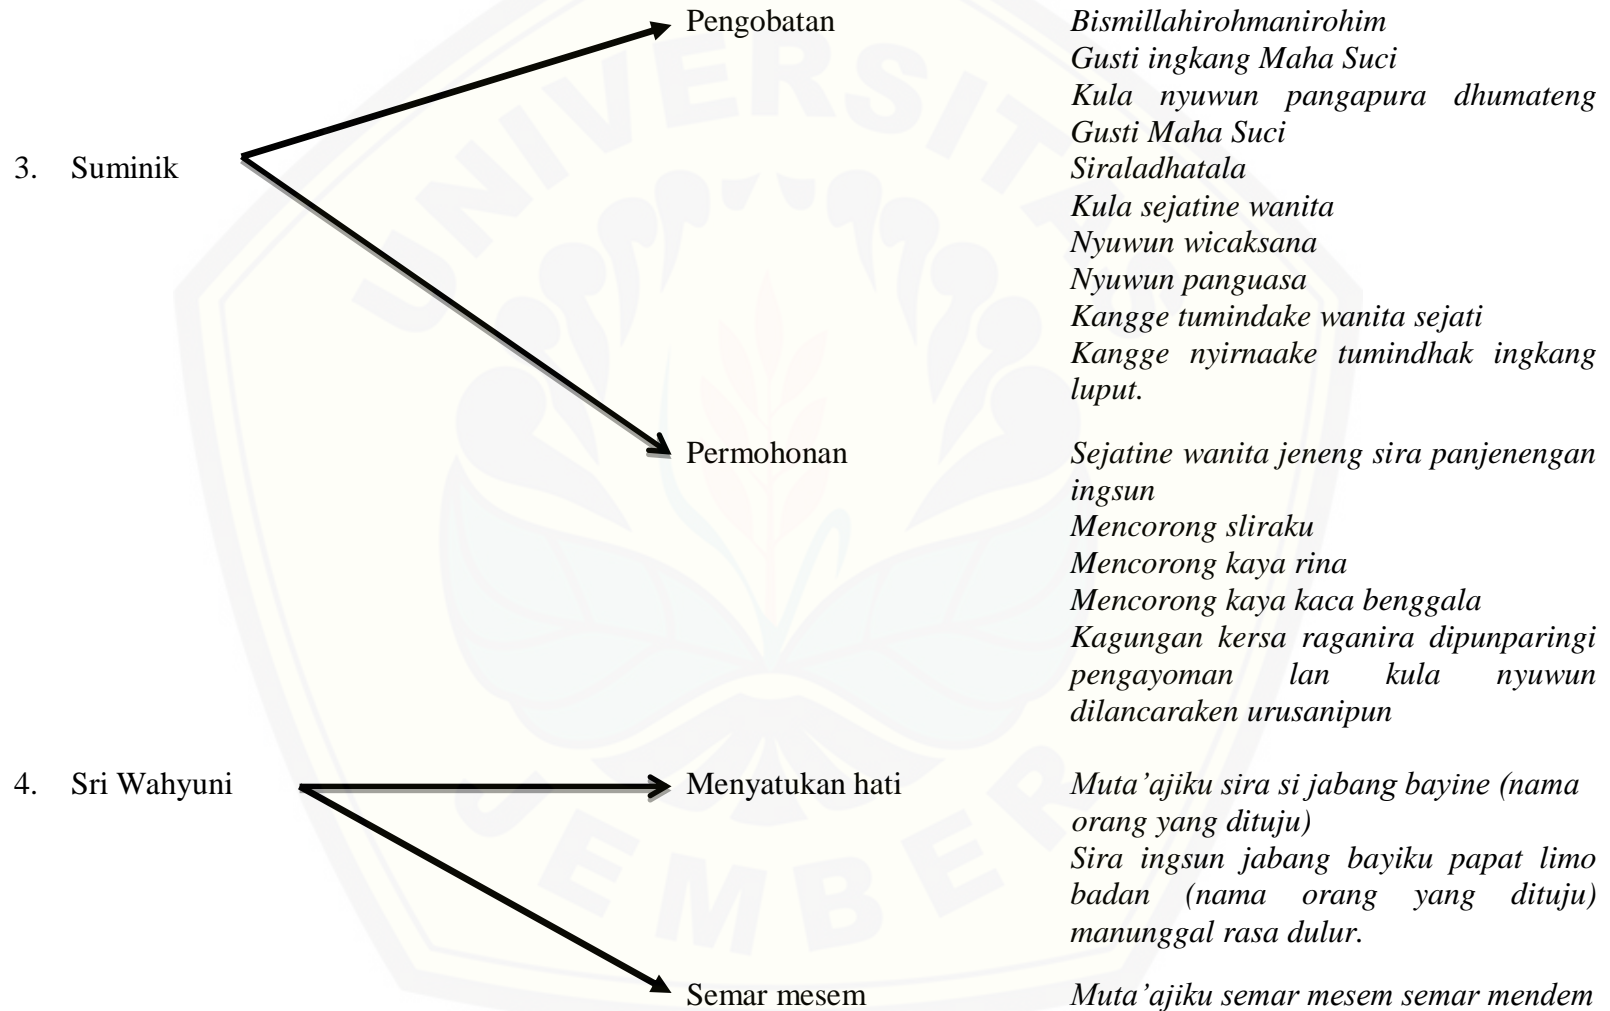 Pengobatan
Bismillahirohmanirohim
Gusti ingkang Maha Suci
Kula nyuwun pangapura dhumateng
Gusti Maha Suci
3. Suminik
Siraladhatala
Kula sejatine wanita
Nyuwun wicaksana
Nyuwun panguasa
Kangge tumindake wanita sejati
Kangge nyirnaake tumindhak ingkang
luput.
Permohonan
Sejatine wanita jeneng sira panjenengan
ingsun
Mencorong sliraku
Mencorong kaya rina
Mencorong kaya kaca benggala
Kagungan kersa raganira dipunparingi
pengayoman lan kula nyuwun
dilancaraken urusanipun
4. Sri Wahyuni
Menyatukan hati
Muta’ajiku sira si jabang bayine (nama
orang yang dituju)
Sira ingsun jabang bayiku papat limo
badan (nama orang yang dituju)
manunggal rasa dulur.
Semar mesem
Muta’ajiku semar mesem semar mendem
UNIVERSITAS
JEMBER